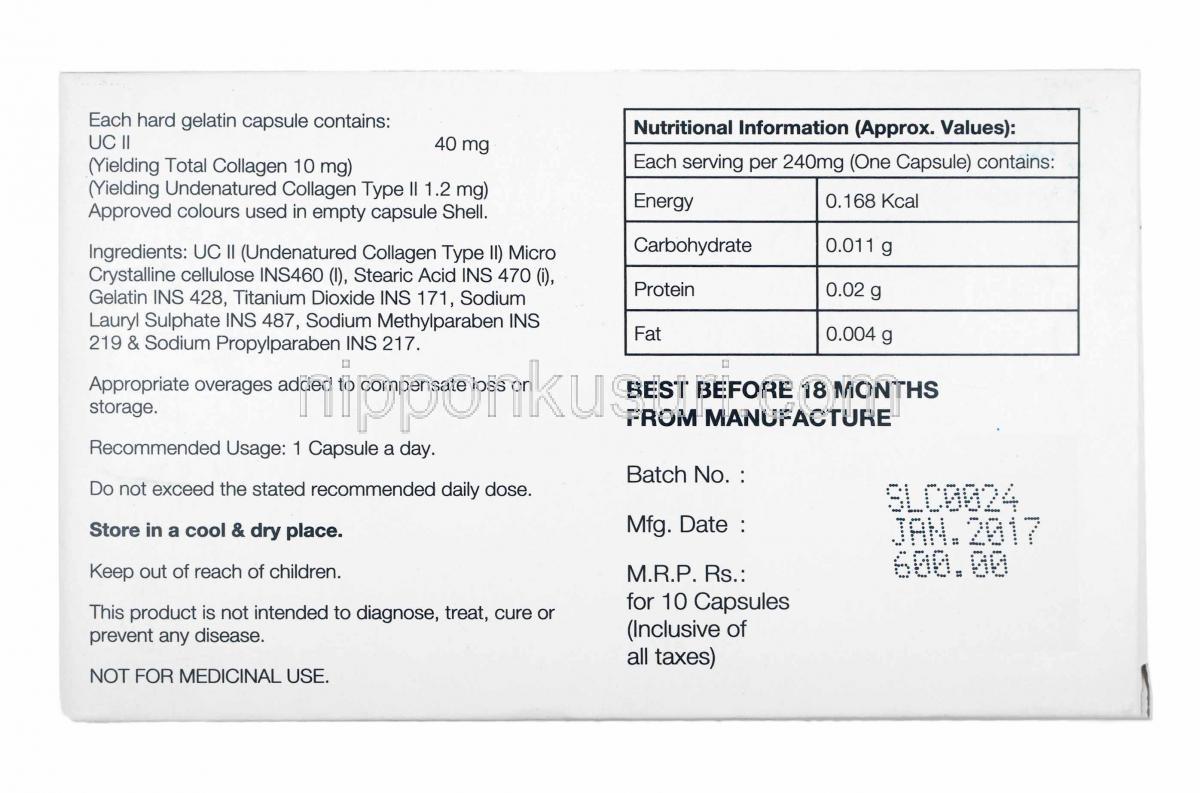 Each hard gelatin capsule contains:
UC II 40 mg
(Yielding Total Collagen 10 mg)
(Yielding Undenatured Collagen Type II 1.2 mg)
Approved colours used in empty capsule Shell.
Ingredients: UC II (Undenatured Collagen Type II) Micro
Crystalline cellulose INS460 (I), Stearic Acid INS 470 (i),
Gelatin INS 428, Titanium Dioxide INS 171, Sodium
Lauryl Sulphate INS 487, Sodium Methylparaben INS
219 & Sodium Propylparaben INS 217.
Appropriate overages added to compensate loss on
storage.
Recommended Usage: 1 Capsule a day.
Do not exceed the stated recommended daily dose.
Store in a cool & dry place.
Keep out of reach of children.
This product is not intended to diagnose, treat, cure or
prevent any disease.
NOT FOR MEDICINAL USE.
Nutritional Information (Approx. Values):
Each serving per 240mg (One Capsule) contains:
Energy 0.168 Kcal
Carbohydrate 0.011 g
Protein 0.02 g
Fat 0.004 g
BEST BEFORE 18 MONTHS
FROM MANUFACTURE
Batch No. : SLC0024
Mfg. Date : JAN.2017
M.R.P. Rs.: 600.00
for 10 Capsules
(Inclusive of
all taxes)
nipponkusuri.com